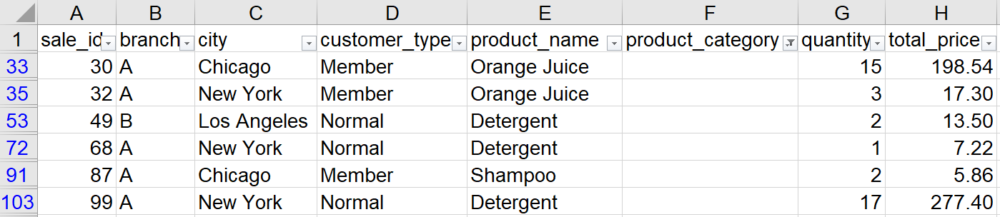 A B C D E F G H
1 sale_id branch city customer_type product_name product_category quantity total_price
33 30 A Chicago Member Orange Juice 15 198.54
35 32 A New York Member Orange Juice 3 17.30
53 49 B Los Angeles Normal Detergent 2 13.50
72 68 A New York Normal Detergent 1 7.22
91 87 A Chicago Member Shampoo 2 5.86
103 99 A New York Normal Detergent 17 277.40